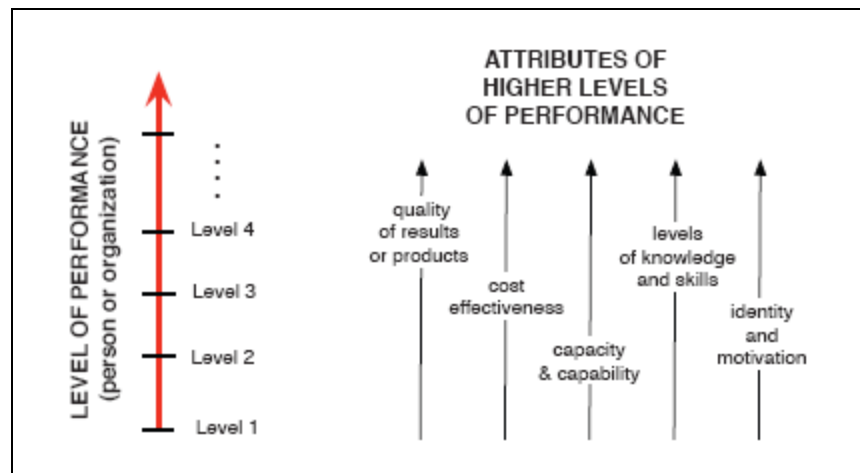 ATTRIBUTES OF
HIGHER LEVELS
OF PERFORMANCE
LEVEL OF PERFORMANCE
(person or organization)
Level 4
Level 3
Level 2
Level 1
quality
of results
or products
cost
effectiveness
capacity
& capability
levels
of knowledge
and skills
identity
and
motivation